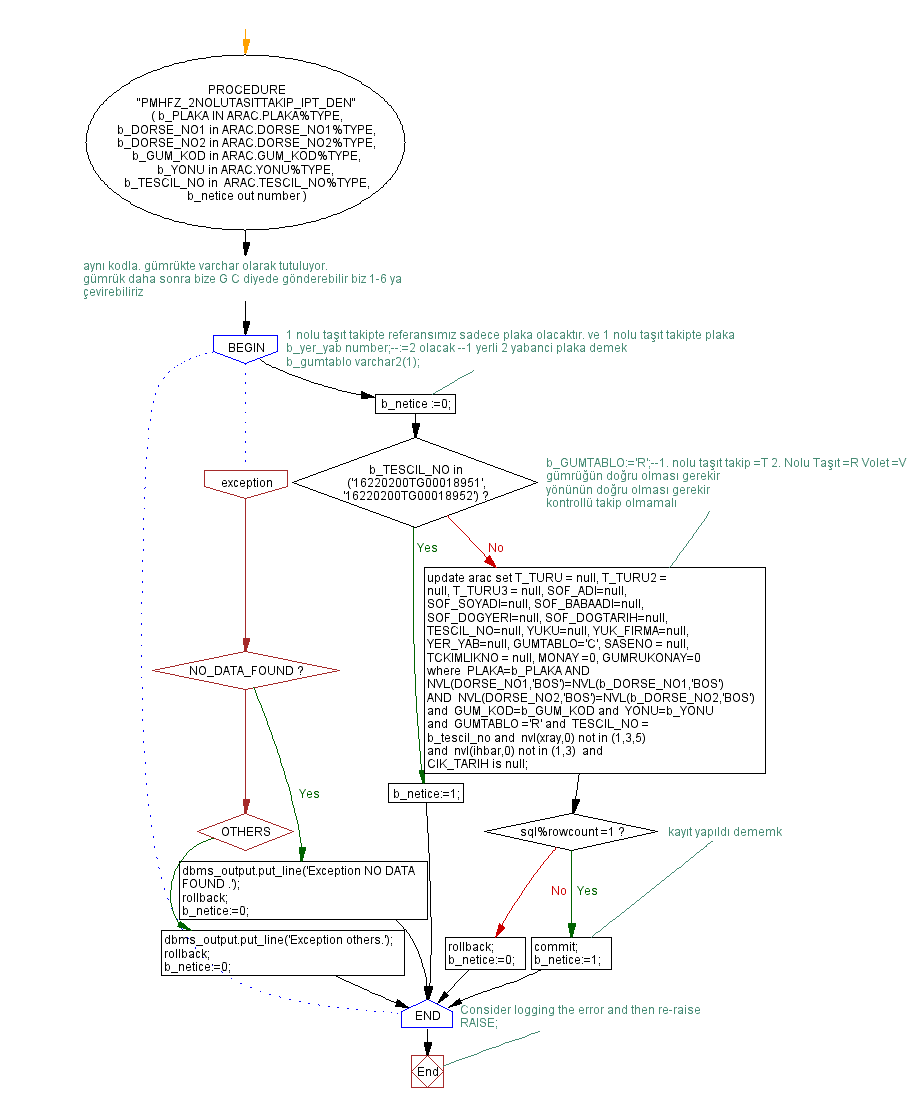 PROCEDURE
"PMHFZ_2NOLUTASITTAKIP_IPT_DEN"
( b_PLAKA IN ARAC.PLAKA%TYPE,
b_DORSE_NO1 in ARAC.DORSE_NO1%TYPE,
b_DORSE_NO2 in ARAC.DORSE_NO2%TYPE,
b_GUM_KOD in ARAC.GUM_KOD%TYPE,
b_YONU in ARAC.YONU%TYPE,
b_TESCIL_NO in ARAC.TESCIL_NO%TYPE,
b_netice out number )
aynı kodla. gümrükte varchar olarak tutuluyor.
gümrük daha sonra bize G C diyede gönderebilir biz 1-6 ya
çevirebiliriz
BEGIN
1 nolu taşıt takipte referansımız sadece plaka olacaktır. ve 1 nolu taşıt takipte plaka
b_yer_yab number;--:=2 olacak --1 yerli 2 yabanci plaka demek
b_gumtablo varchar2(1);
b_netice :=0;
exception
b_TESCIL_NO in
('16220200TG00018951',
'16220200TG00018952') ?
b_GUMTABLO:='R';--1. nolu taşıt takip =T 2. Nolu Taşıt =R Volet =V
gümrüğün doğru olması gerekir
yönünün doğru olması gerekir
kontrollü takip olmamalı
Yes
No
update arac set T_TURU = null, T_TURU2 =
null, T_TURU3 = null, SOF_ADI=null,
SOF_SOYADI=null, SOF_BABAADI=null,
SOF_DOGYERI=null, SOF_DOGTARIH=null,
TESCIL_NO=null, YUKU=null, YUK_FIRMA=null,
YER_YAB=null, GUMTABLO='C', SASENO = null,
TCKIMLIKNO = null, MONAY =0, GUMRUKONAY=0
where PLAKA=b_PLAKA AND
NVL(DORSE_NO1,'BOS')=NVL(b_DORSE_NO1,'BOS')
AND NVL(DORSE_NO2,'BOS')=NVL(b_DORSE_NO2,'BOS')
and GUM_KOD=b_GUM_KOD and YONU=b_YONU
and GUMTABLO ='R' and TESCIL_NO =
b_tescil_no and nvl(xray,0) not in (1,3,5)
and nvl(ihbar,0) not in (1,3) and
CIK_TARIH is null;
NO_DATA_FOUND ?
Yes
b_netice:=1;
OTHERS
sql%rowcount =1 ?
kayıt yapıldı dememk
dbms_output.put_line('Exception NO DATA
FOUND .');
rollback;
b_netice:=0;
No
Yes
dbms_output.put_line('Exception others.');
rollback;
b_netice:=0;
rollback;
b_netice:=0;
commit;
b_netice:=1;
END
Consider logging the error and then re-raise
RAISE;
End